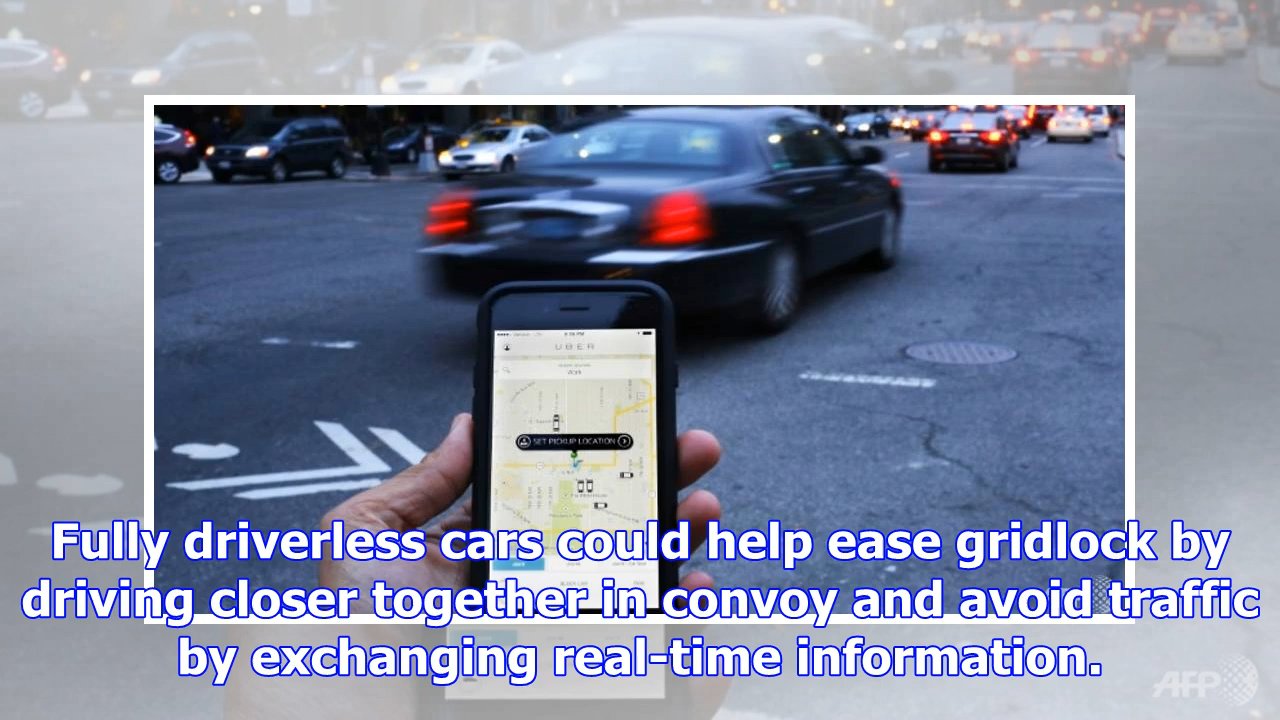 UBER
SET PICKUP LOCATION
Fully driverless cars could help ease gridlock by
driving closer together in convoy and avoid traffic
by exchanging real-time information.
AFP